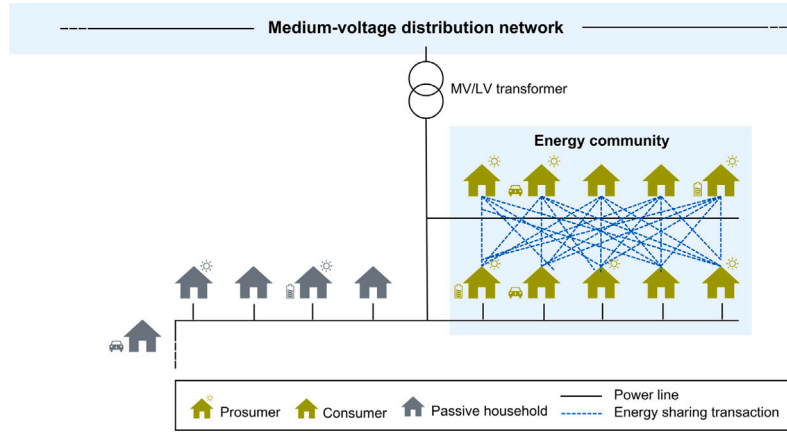 Medium-voltage distribution network
MV/LV transformer
Energy community
Prosumer
Consumer
Passive household
Power line
Energy sharing transaction